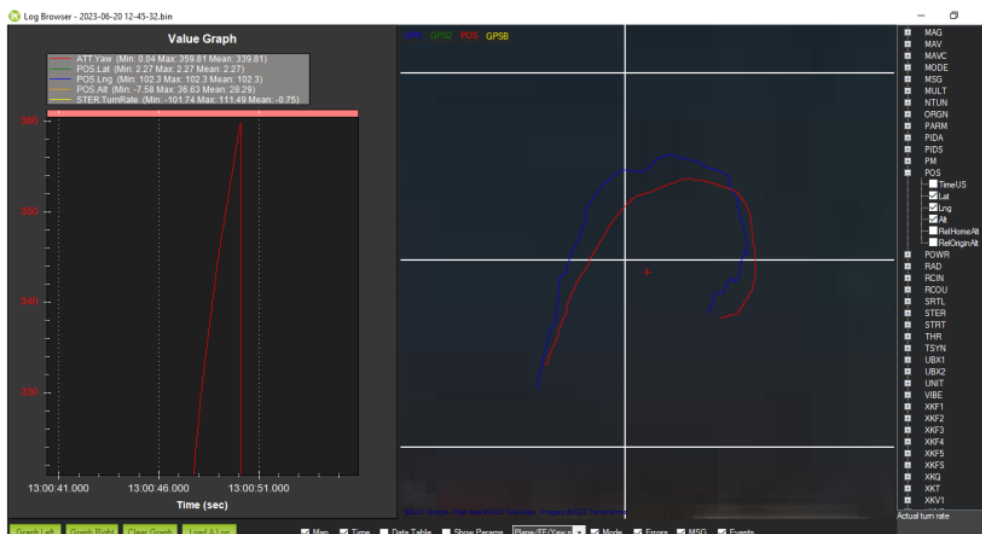 Log Browser - 2023-06-20 12-45-32.bin
Value Graph
ATT.Yaw (Min: 0.04 Max: 359.81 Mean: 339.81)
POS.Lat (Min: 2.27 Max: 2.27 Mean: 2.27)
POS.Lng (Min: 102.3 Max: 102.3 Mean: 102.3)
POS.Alt (Min: -7.58 Max: 36.63 Mean: 28.29)
STER.TurnRate (Min: -101.74 Max: 111.49 Mean: -0.75)
360
350
340
330
13:00:41.000 13:00:46.000 13:00:51.000
Time (sec)
GPS2 POS GPSB
MAG
MAV
MAVC
MODE
MSG
MULT
NTUN
ORGN
PARM
PIDA
PIDS
PM
POS
TimeUS
Lat
Lng
Alt
RelHomeAlt
RelOriginAlt
POWR
RAD
RCIN
RCOU
SRTL
STER
STRT
THR
TSYN
UBX1
UBX2
UNIT
VIBE
XKF1
XKF2
XKF3
XKF4
XKF5
XKFS
XKQ
XKT
XKV1
Actual turn rate
Graph Left Graph Right Clear Graph Load A Log Map Time Data Table Show Params Mode Errors MSG Events